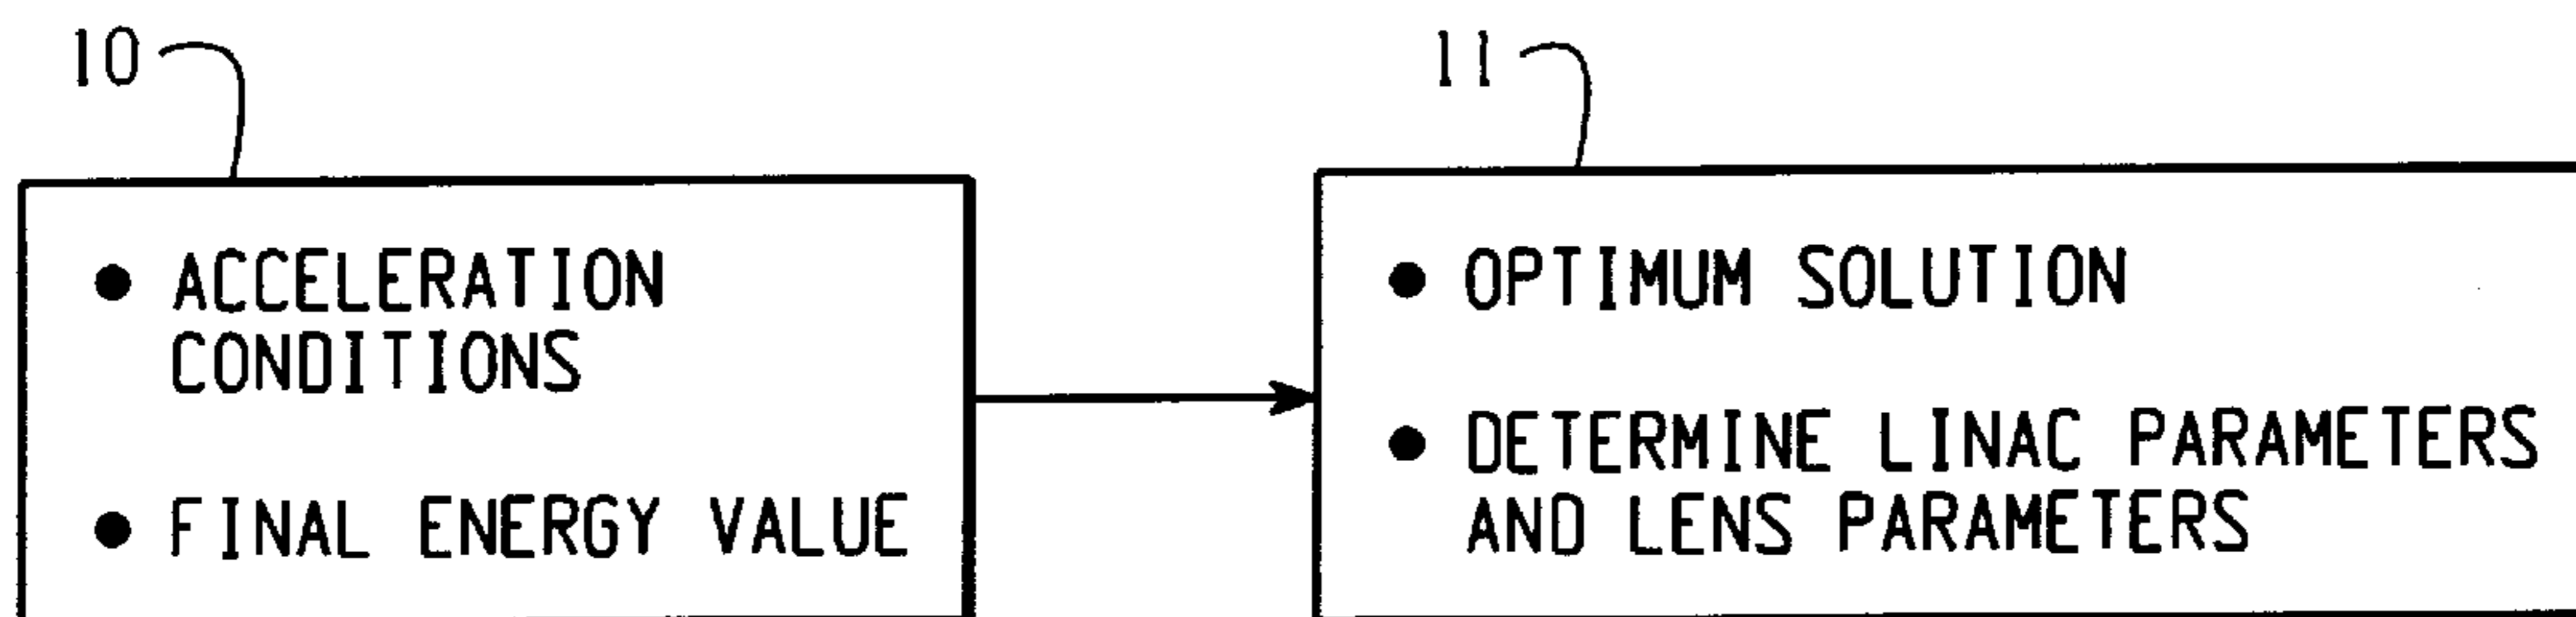 10
11
● ACCELERATION
CONDITIONS
● FINAL ENERGY VALUE
● OPTIMUM SOLUTION
● DETERMINE LINAC PARAMETERS
AND LENS PARAMETERS